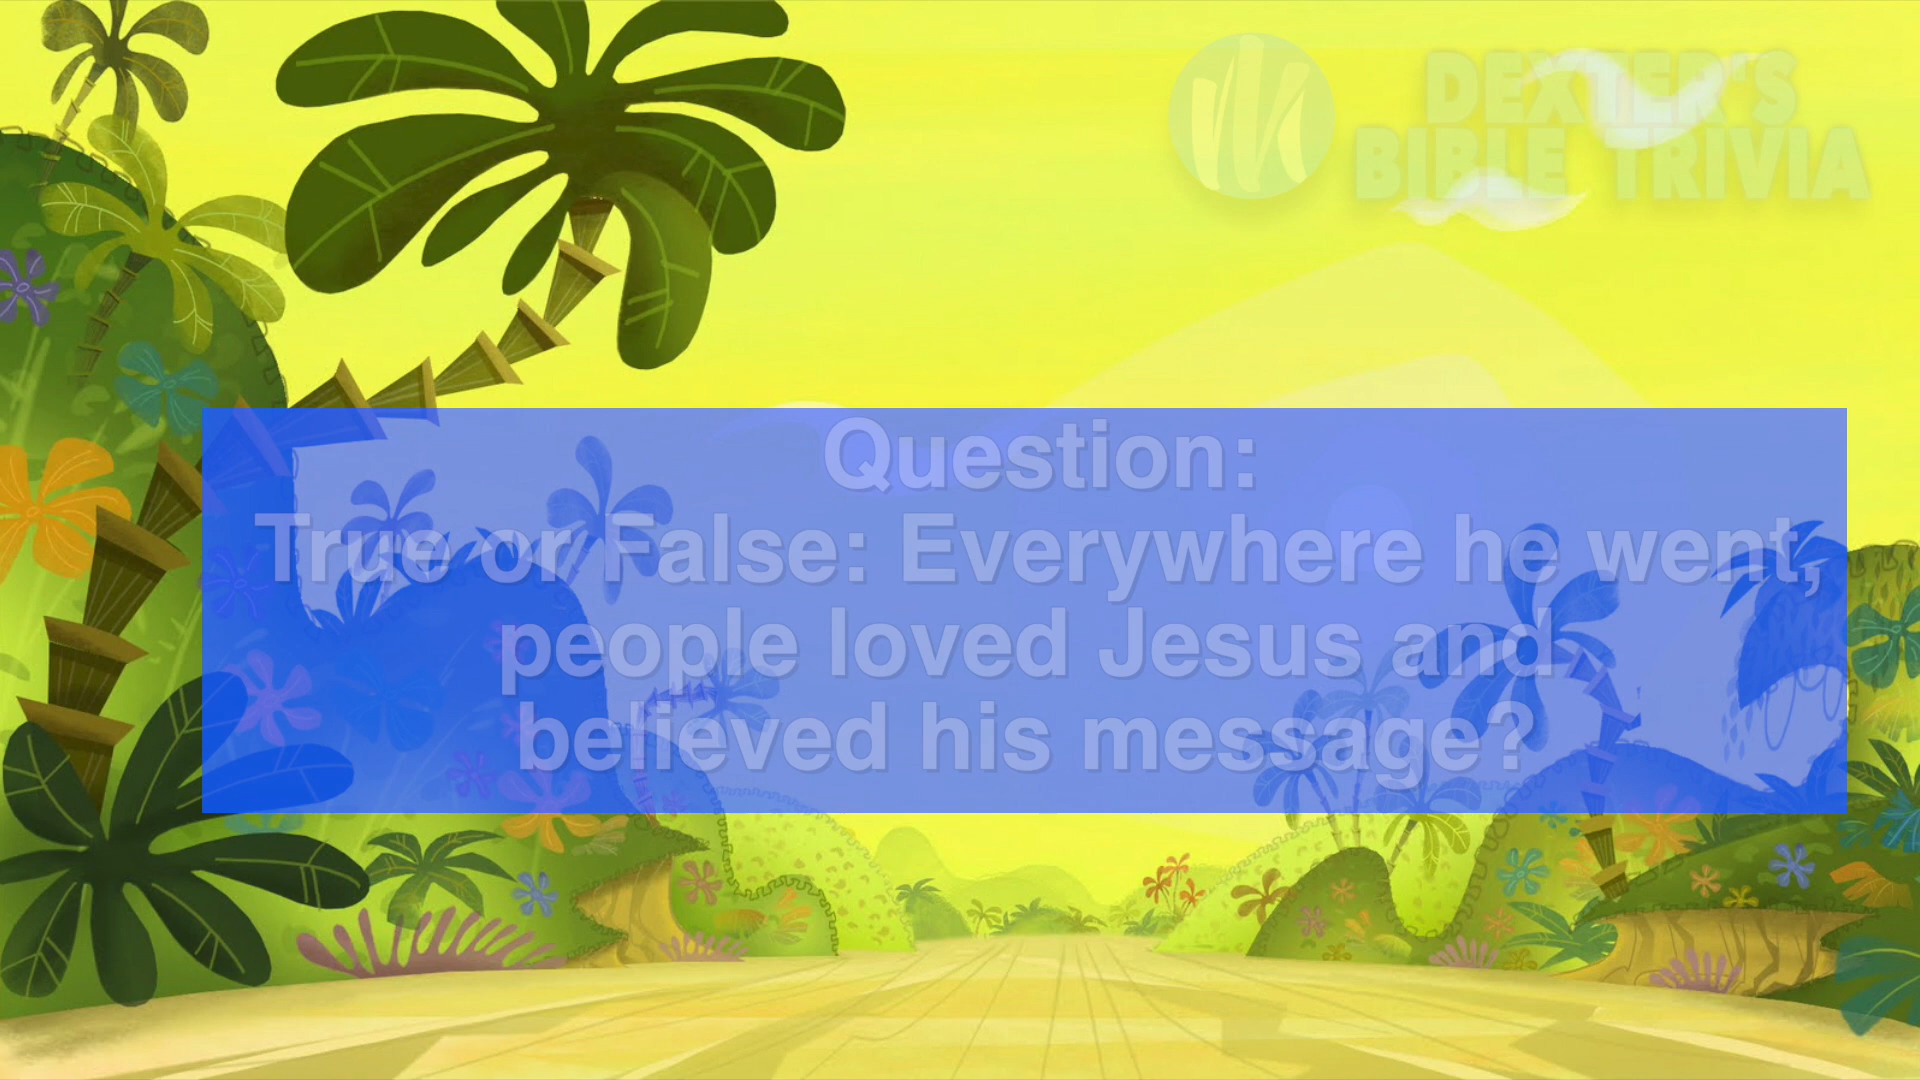 DEXTER'S
BIBLE TRIVIA
Question:
True or False: Everywhere he went,
people loved Jesus and
believed his message?